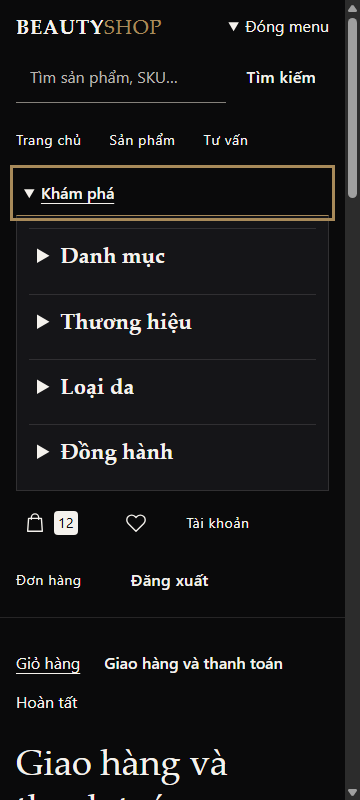 BEAUTYSHOP
▼ Đóng menu
Tìm sản phẩm, SKU...
Tìm kiếm
Trang chủ Sản phẩm Tư vấn
▼ Khám phá
▶ Danh mục
▶ Thương hiệu
▶ Loại da
▶ Đồng hành
12
Tài khoản
Đơn hàng Đăng xuất
Giỏ hàng Giao hàng và thanh toán
Hoàn tất
Giao hàng và